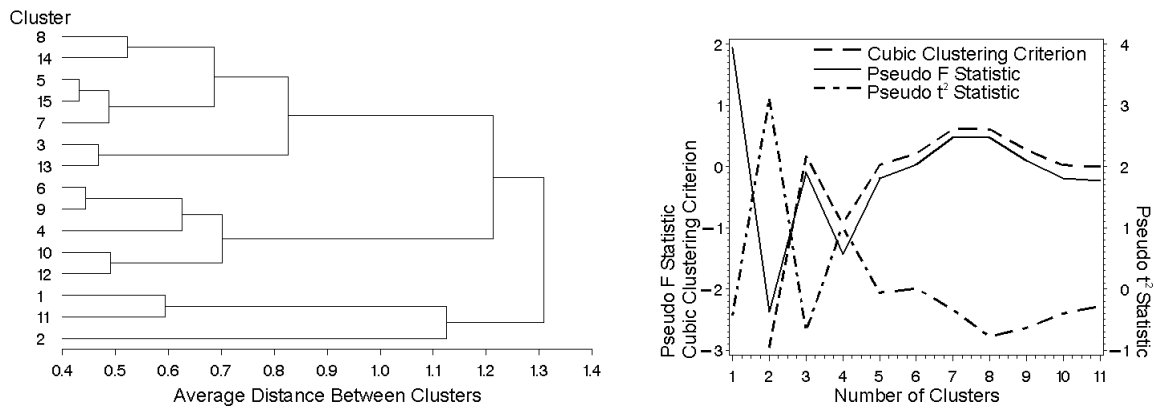 Cluster
8
14
5
15
7
3
13
6
9
4
10
12
1
11
2
0.4 0.5 0.6 0.7 0.8 0.9 1.0 1.1 1.2 1.3 1.4
Average Distance Between Clusters
Cubic Clustering Criterion
Pseudo F Statistic
Pseudo t² Statistic
2
1
0
−1
−2
−3
Pseudo F Statistic
Cubic Clustering Criterion
4
3
2
1
0
−1
Pseudo t² Statistic
1 2 3 4 5 6 7 8 9 10 11
Number of Clusters